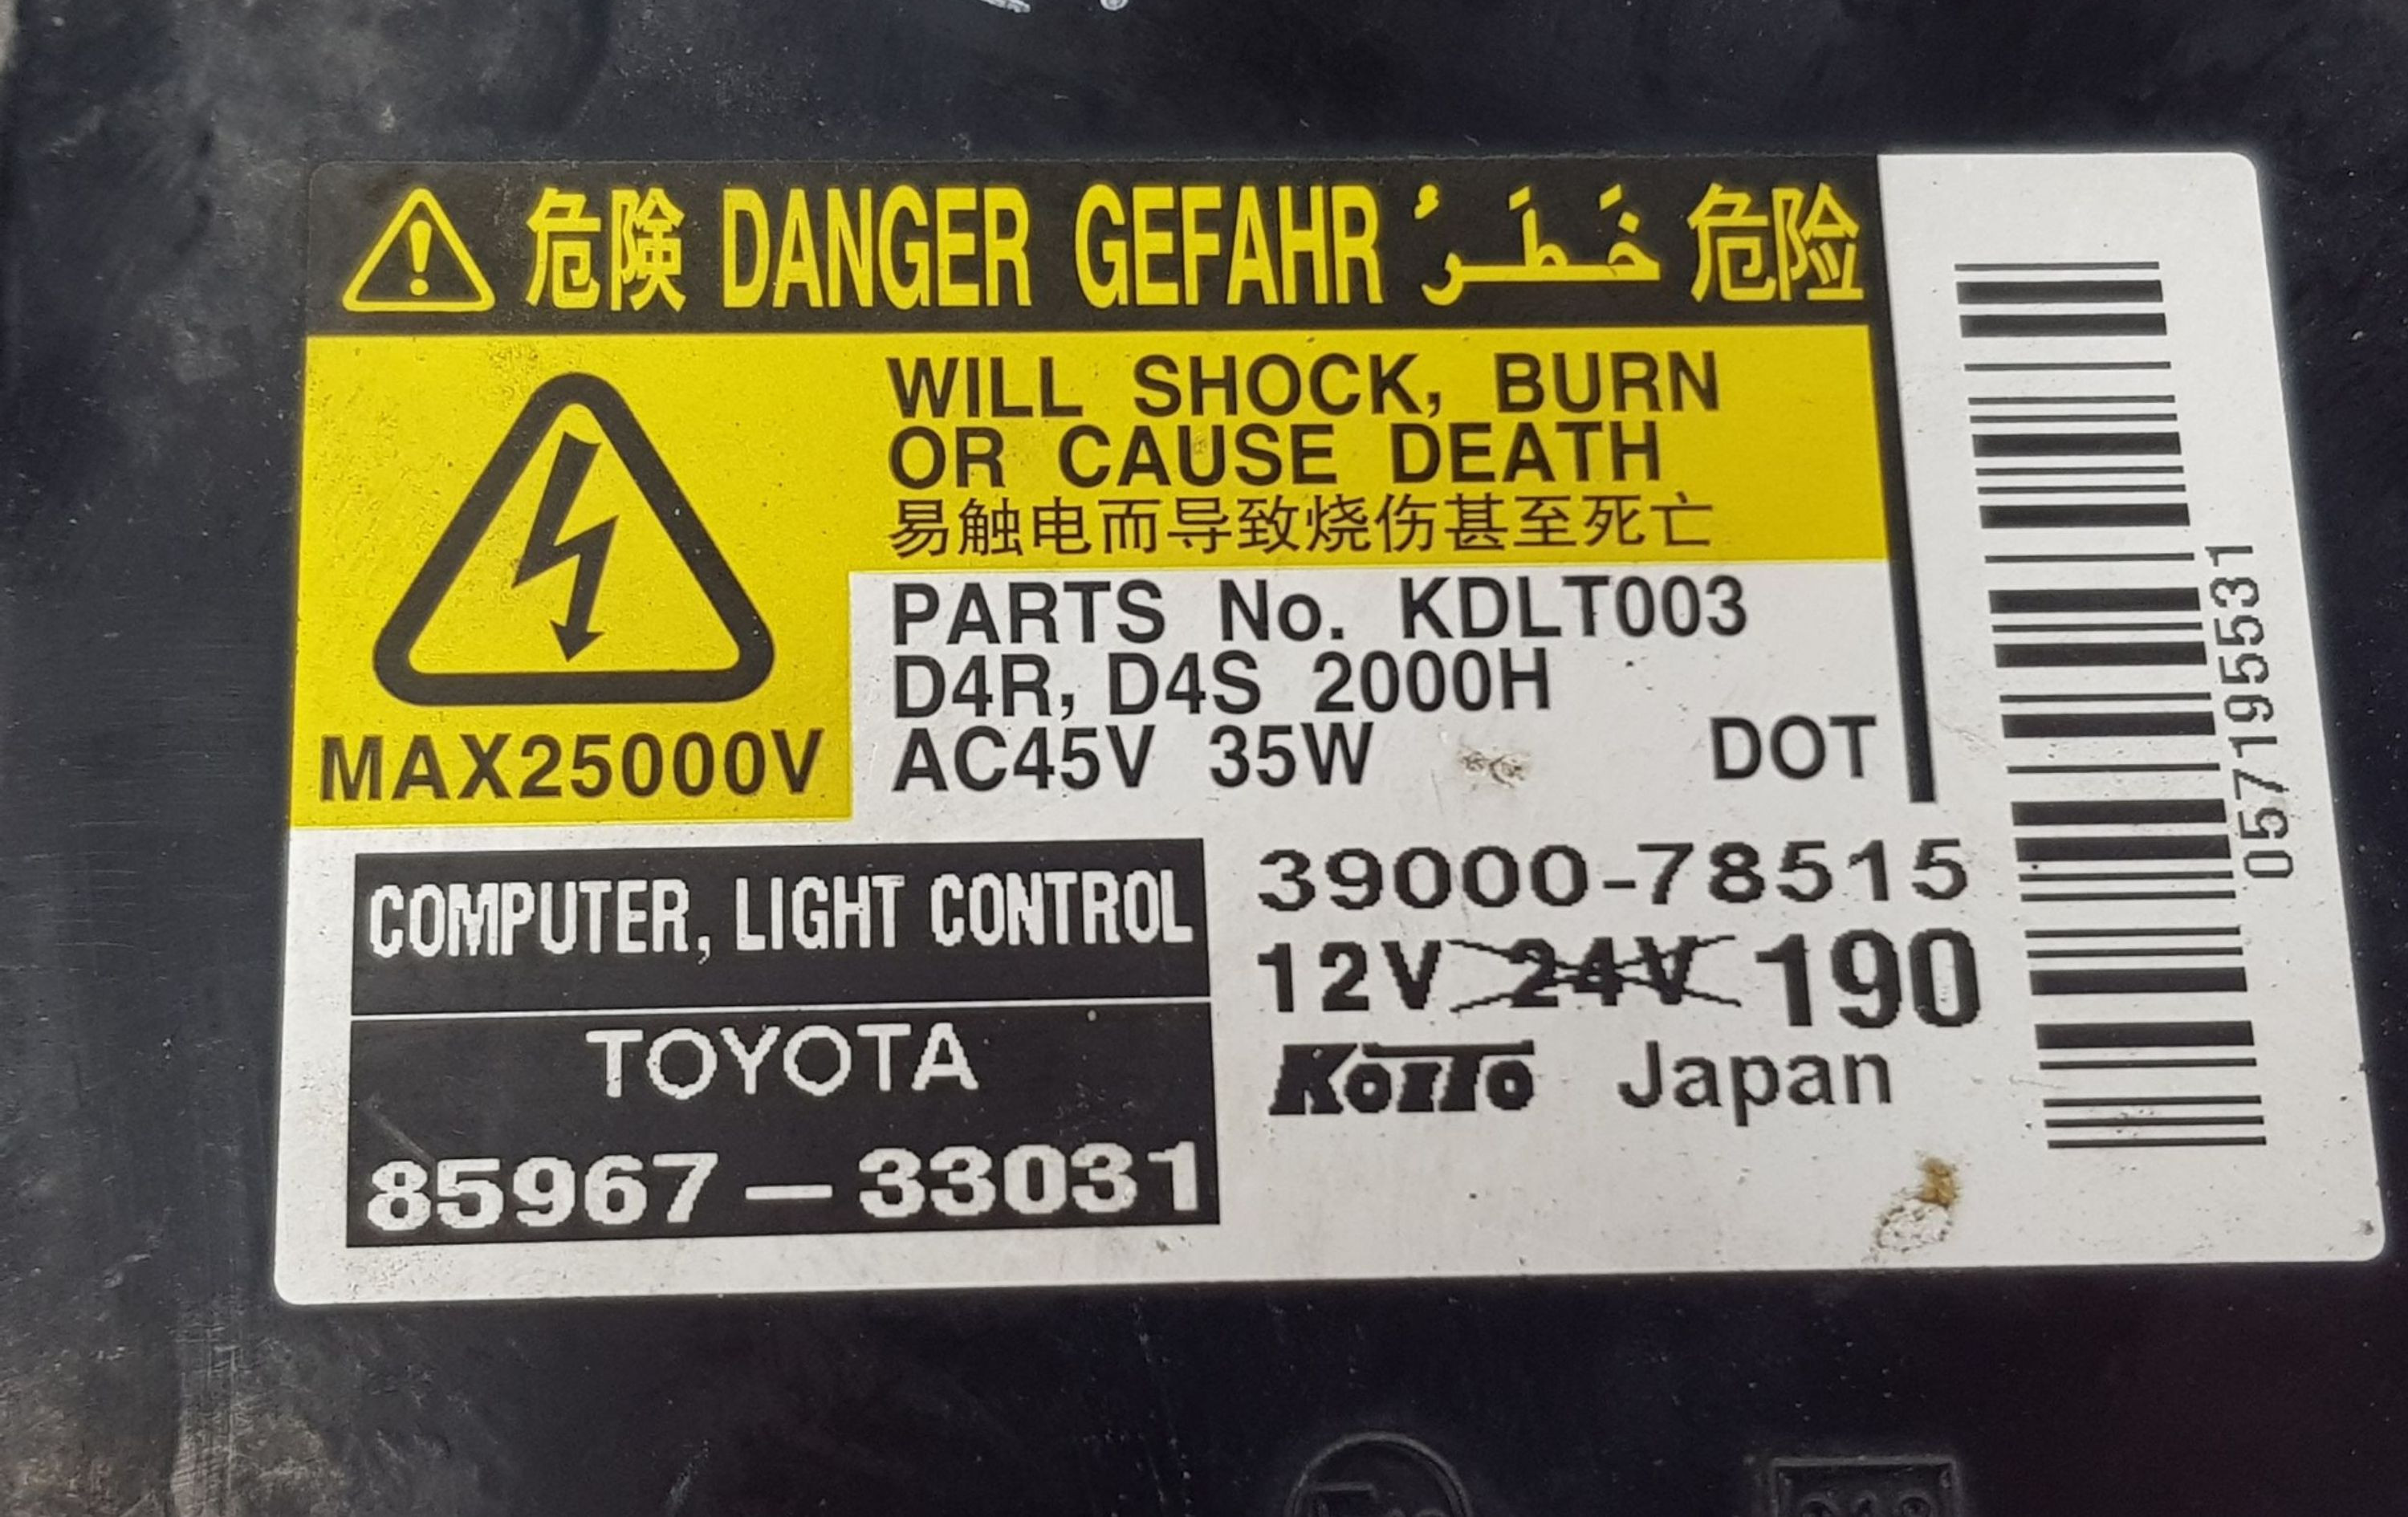 危険 DANGER GEFAHR خَطَرُ 危险
WILL SHOCK, BURN
OR CAUSE DEATH
易触电而导致烧伤甚至死亡
MAX25000V
PARTS No. KDLT003
D4R, D4S 2000H
AC45V 35W DOT
COMPUTER, LIGHT CONTROL
TOYOTA
85967-33031
39000-78515
12V 24V 190
KOITO Japan
057195531